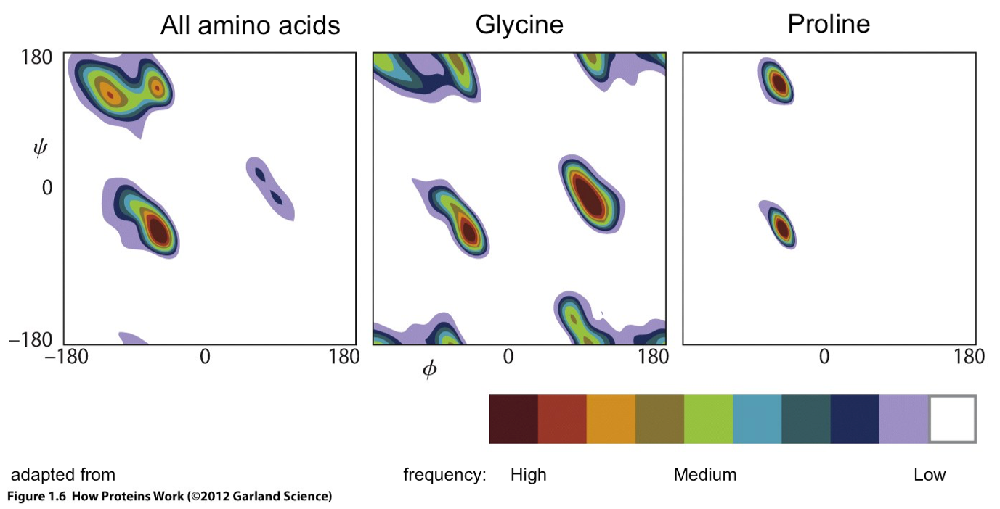 All amino acids
Glycine
Proline
180
ψ
0
–180
–180
0
180
ϕ
0
180
0
180
frequency:
High
Medium
Low
adapted from
Figure 1.6 How Proteins Work (©2012 Garland Science)